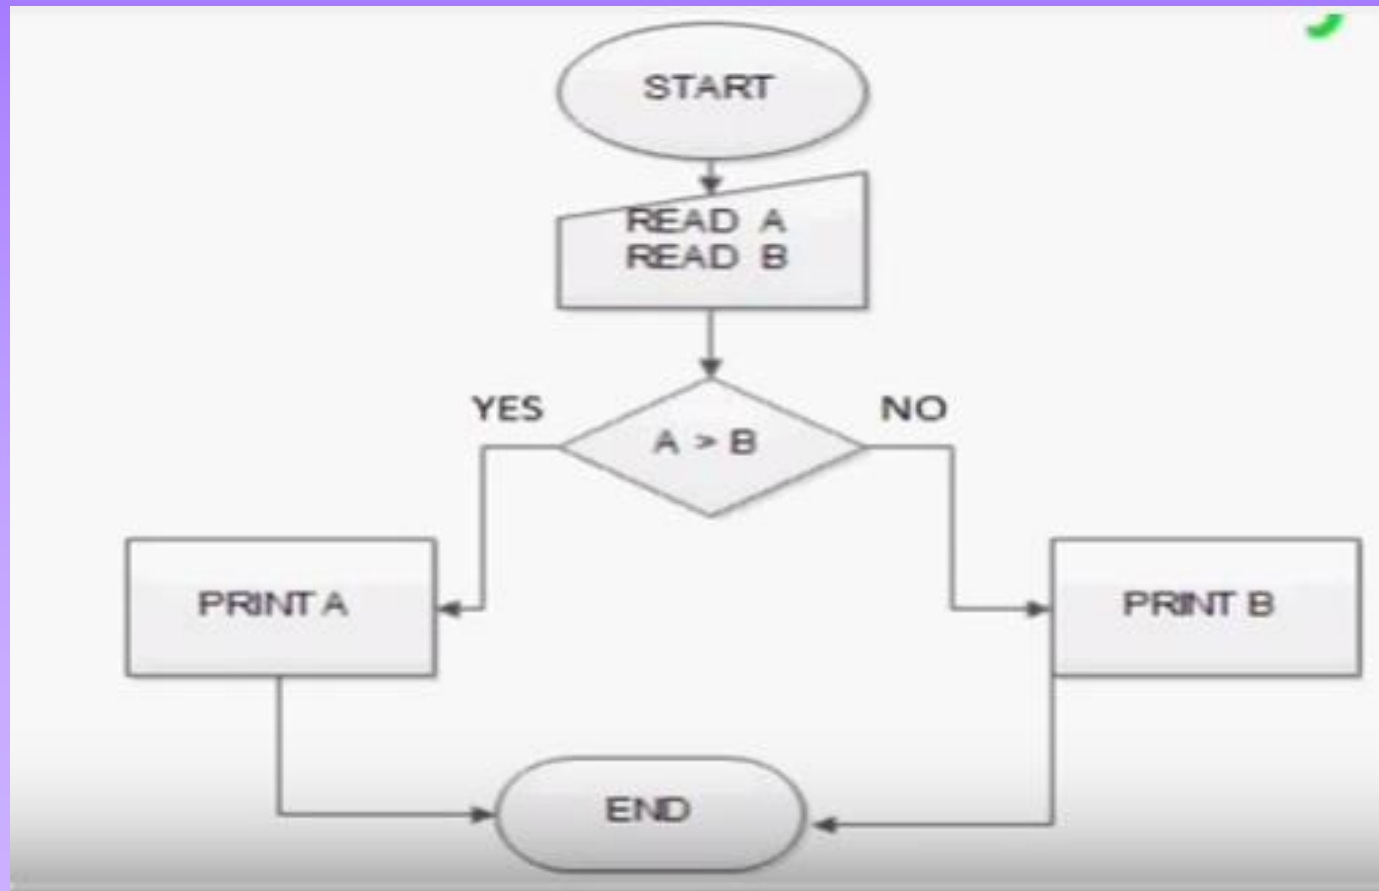 START
READ A
READ B
YES
NO
A > B
PRINT A
PRINT B
END